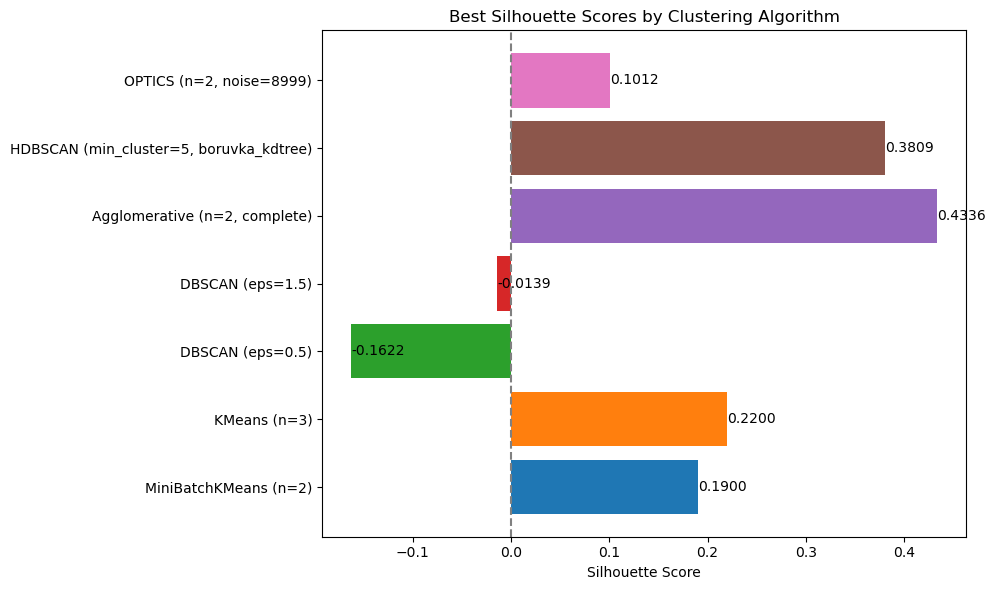 Best Silhouette Scores by Clustering Algorithm
OPTICS (n=2, noise=8999)
0.1012
HDBSCAN (min_cluster=5, boruvka_kdtree)
0.3809
Agglomerative (n=2, complete)
0.4336
DBSCAN (eps=1.5)
-0.0139
DBSCAN (eps=0.5)
-0.1622
KMeans (n=3)
0.2200
MiniBatchKMeans (n=2)
0.1900
−0.1 0.0 0.1 0.2 0.3 0.4
Silhouette Score